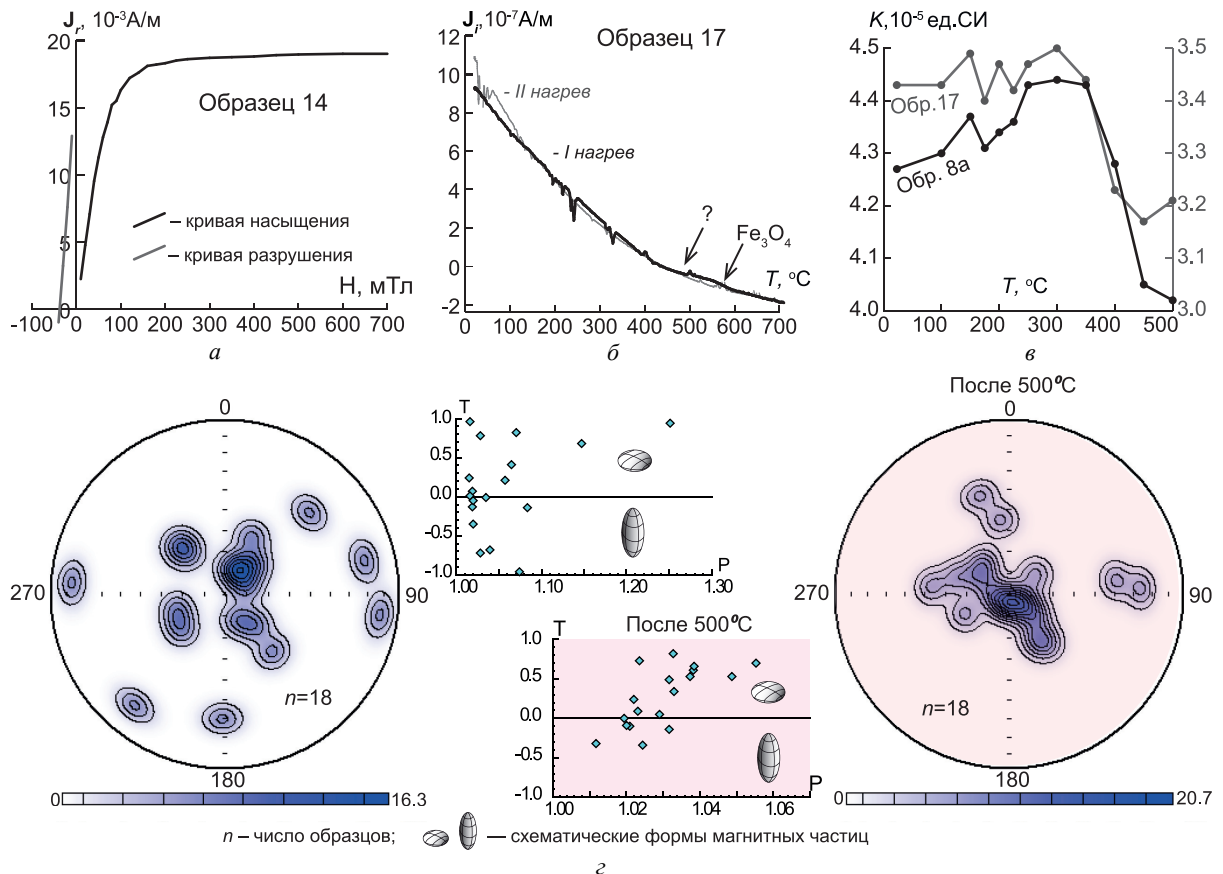 J_r, 10⁻³А/м
20
15
10
5
0
Образец 14
– кривая насыщения
– кривая разрушения
Н, мТл
-100 0 100 200 300 400 500 600 700
а
J_i, 10⁻⁷А/м
12
10
8
6
4
2
0
-2
Образец 17
- II нагрев
- I нагрев
?
Fe₃O₄
T, °C
0 100 200 300 400 500 600 700
б
K, 10⁻⁵ ед.СИ
4.5
4.4
4.3
4.2
4.1
4.0
3.5
3.4
3.3
3.2
3.1
3.0
Обр.17
Обр. 8а
T, °C
0 100 200 300 400 500
в
0
270
90
180
n=18
0 16.3
T
1.0
0.5
0.0
−0.5
−1.0
P
1.00 1.10 1.20 1.30
После 500⁰С
T
1.0
0.5
0.0
−0.5
−1.0
P
1.00 1.02 1.04 1.06
После 500⁰С
0
270
90
180
n=18
0 20.7
n – число образцов; — схематические формы магнитных частиц
г